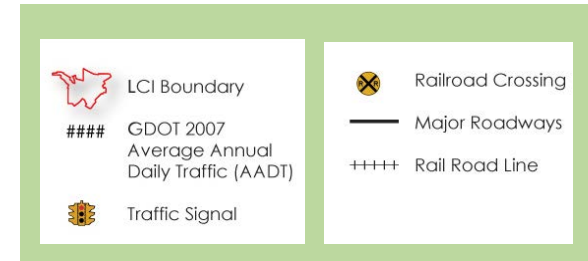 LCI Boundary
#### GDOT 2007
Average Annual
Daily Traffic (AADT)
Traffic Signal
R R Railroad Crossing
Major Roadways
Rail Road Line